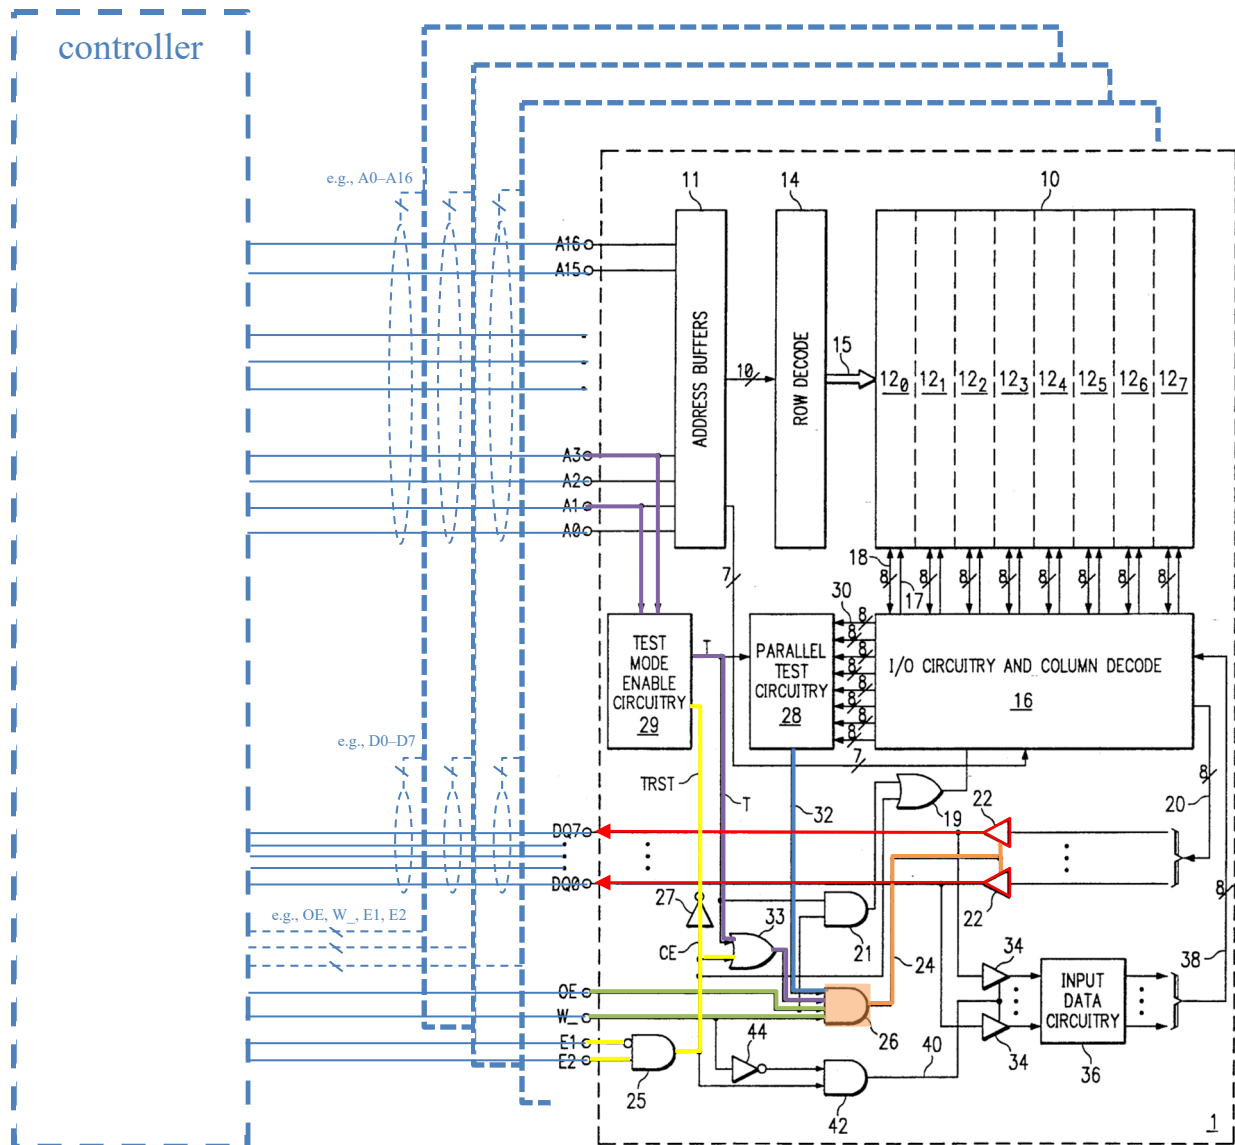 controller
e.g., A0–A16
11
14
10
A16
A15
ADDRESS BUFFERS
10
ROW DECODE
15
12₀ 12₁ 12₂ 12₃ 12₄ 12₅ 12₆ 12₇
A3
A2
A1
A0
18
8 8 8 8 8 8 8 8
17
7
30
8
8
8
8
8
8
8
8
TEST
MODE
ENABLE
CIRCUITRY
29
T
PARALLEL
TEST
CIRCUITRY
28
I/O CIRCUITRY AND COLUMN DECODE
16
e.g., D0–D7
7
TRST
T
32
19
22
8
20
DQ7
DQ0
27
33
21
22
24
8
38
e.g., OE, W_, E1, E2
CE
34
INPUT
DATA
CIRCUITRY
OE
W_
26
34
36
E1
E2
25
44
40
42
1